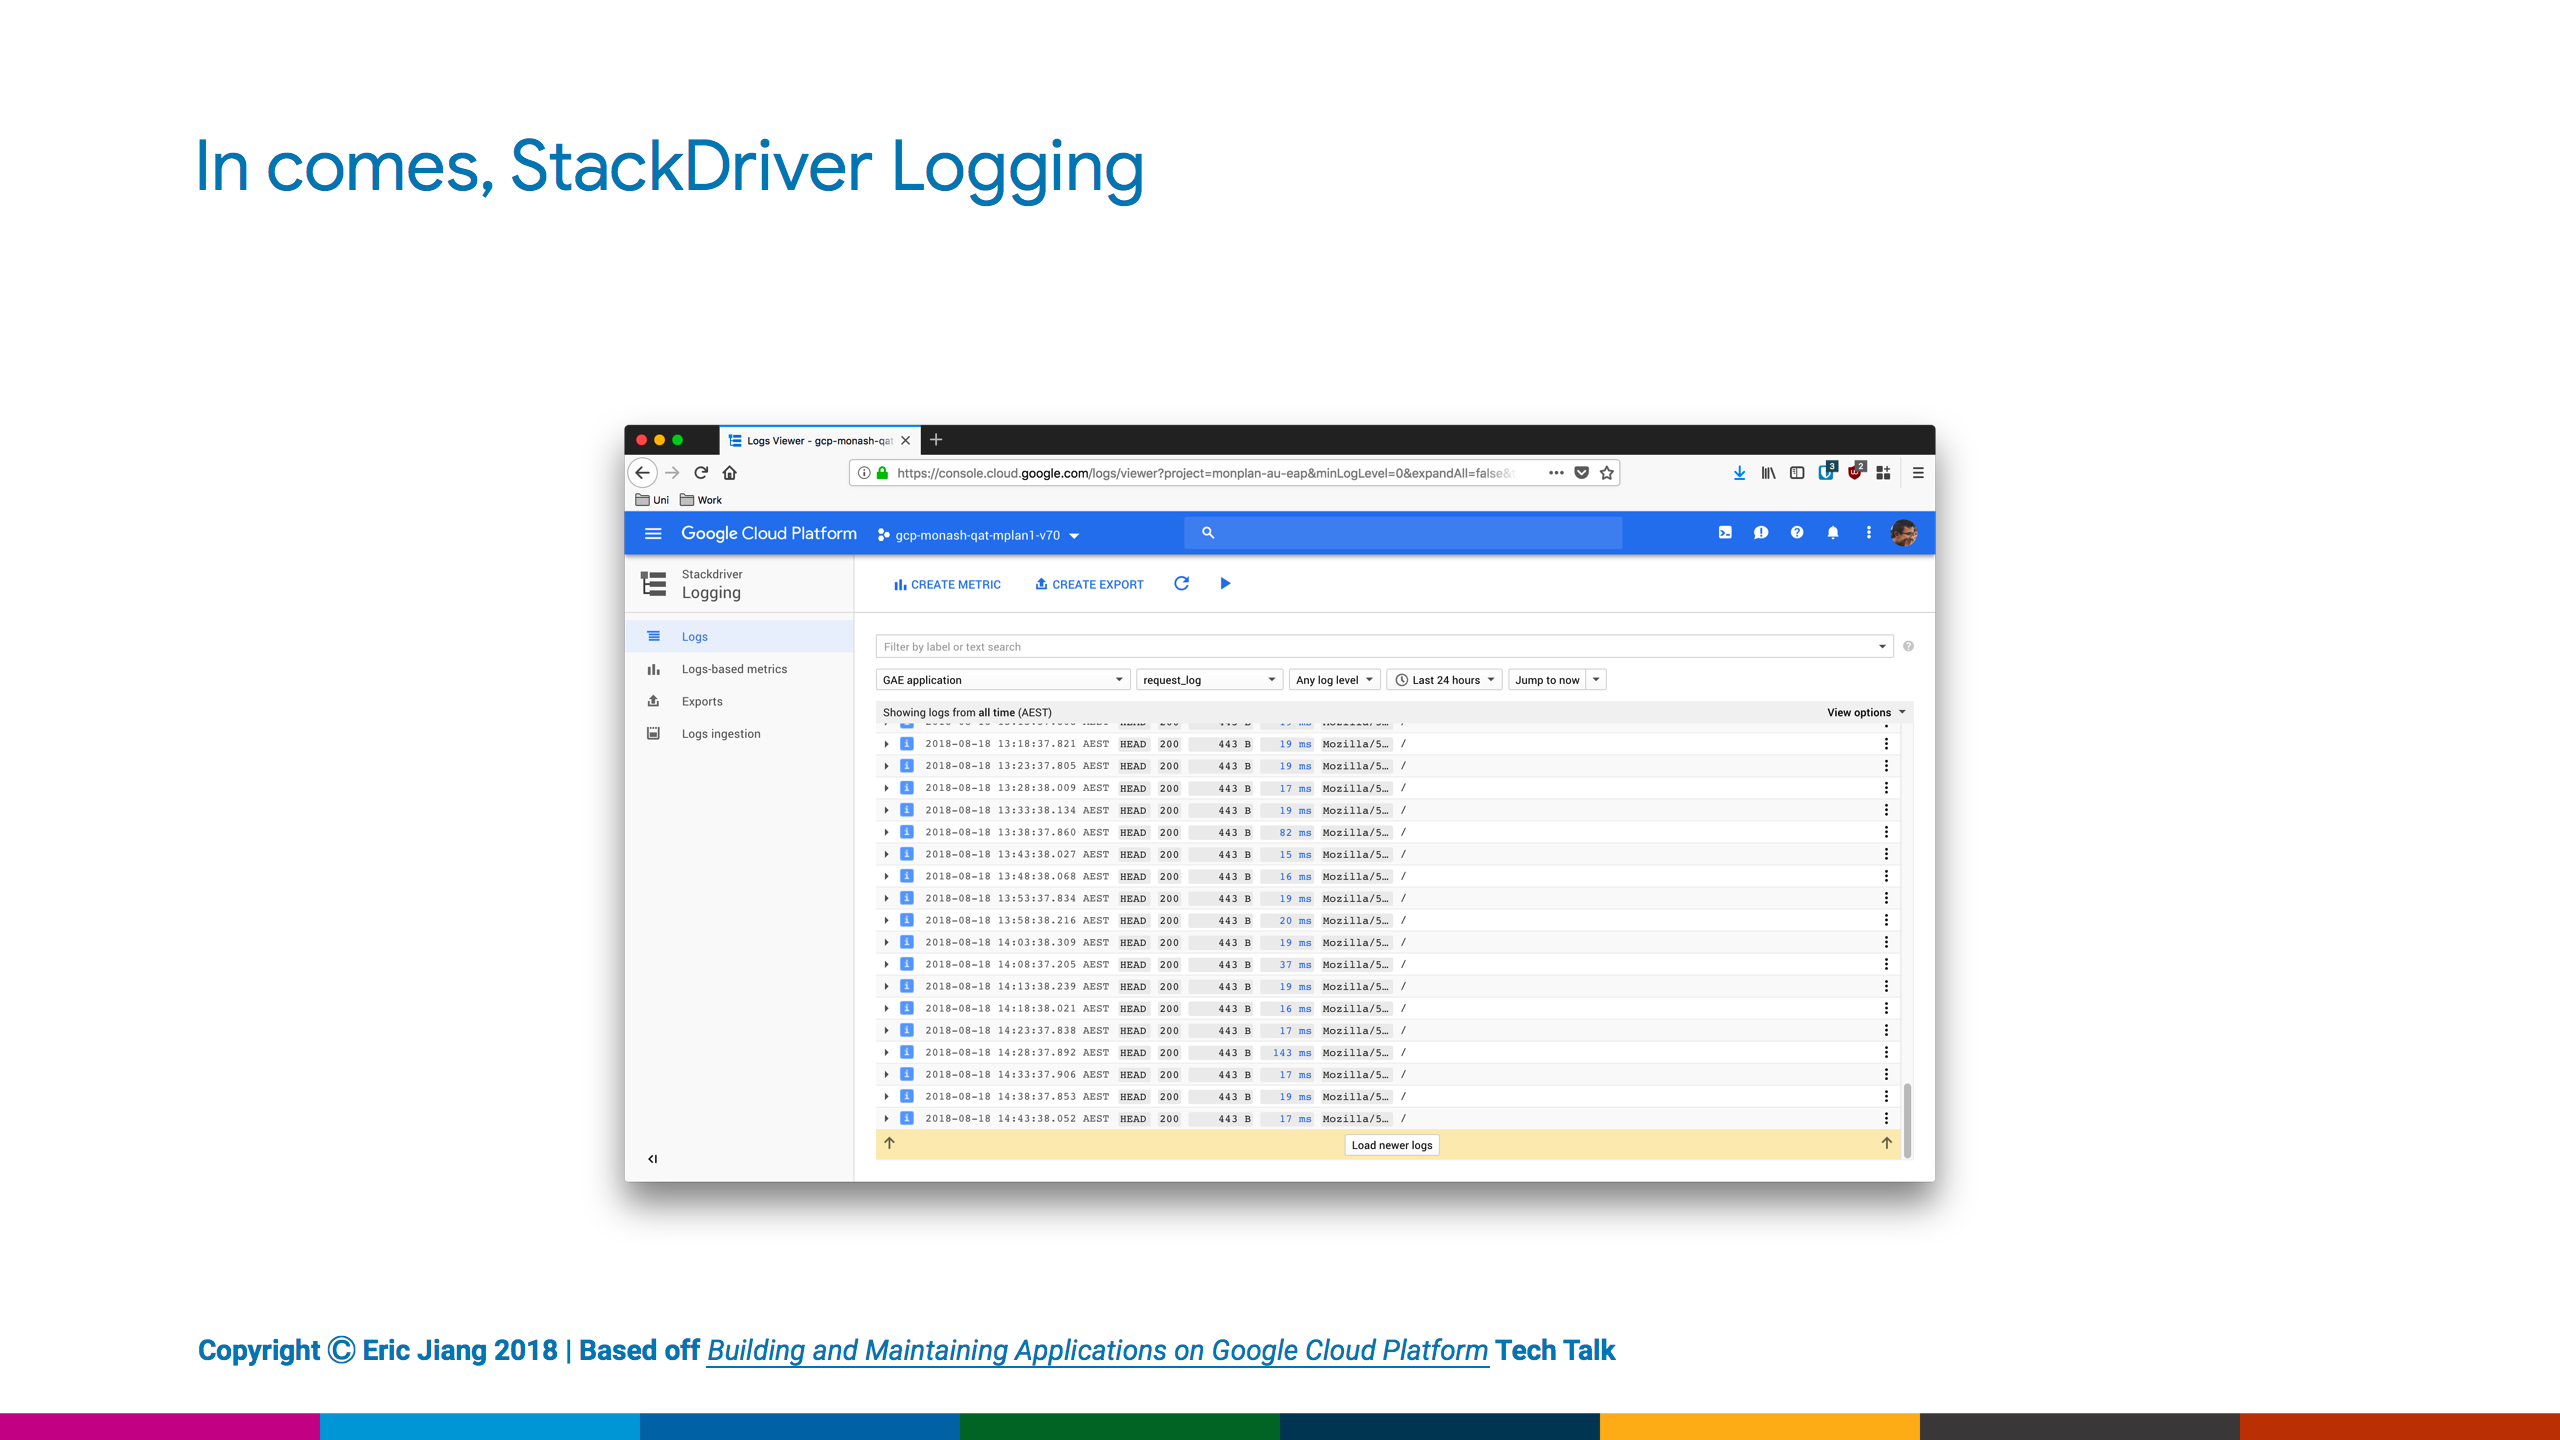 In comes, StackDriver Logging
Logs Viewer - gcp-monash-qat
https://console.cloud.google.com/logs/viewer?project=monplan-au-eap&minLogLevel=0&expandAll=false&
3
2
Uni Work
Google Cloud Platform gcp-monash-qat-mplan1-v70
Stackdriver
Logging
CREATE METRIC CREATE EXPORT
Logs
Logs-based metrics
Exports
Logs ingestion
Filter by label or text search
GAE application request_log Any log level Last 24 hours Jump to now
Showing logs from all time (AEST) View options
2018-08-18 13:18:37.821 AEST HEAD 200 443 B 19 ms Mozilla/5… /
2018-08-18 13:23:37.805 AEST HEAD 200 443 B 19 ms Mozilla/5… /
2018-08-18 13:28:38.009 AEST HEAD 200 443 B 17 ms Mozilla/5… /
2018-08-18 13:33:38.134 AEST HEAD 200 443 B 19 ms Mozilla/5… /
2018-08-18 13:38:37.860 AEST HEAD 200 443 B 82 ms Mozilla/5… /
2018-08-18 13:43:38.027 AEST HEAD 200 443 B 15 ms Mozilla/5… /
2018-08-18 13:48:38.068 AEST HEAD 200 443 B 16 ms Mozilla/5… /
2018-08-18 13:53:37.834 AEST HEAD 200 443 B 19 ms Mozilla/5… /
2018-08-18 13:58:38.216 AEST HEAD 200 443 B 20 ms Mozilla/5… /
2018-08-18 14:03:38.309 AEST HEAD 200 443 B 19 ms Mozilla/5… /
2018-08-18 14:08:37.205 AEST HEAD 200 443 B 37 ms Mozilla/5… /
2018-08-18 14:13:38.239 AEST HEAD 200 443 B 19 ms Mozilla/5… /
2018-08-18 14:18:38.021 AEST HEAD 200 443 B 16 ms Mozilla/5… /
2018-08-18 14:23:37.838 AEST HEAD 200 443 B 17 ms Mozilla/5… /
2018-08-18 14:28:37.892 AEST HEAD 200 443 B 143 ms Mozilla/5… /
2018-08-18 14:33:37.906 AEST HEAD 200 443 B 17 ms Mozilla/5… /
2018-08-18 14:38:37.853 AEST HEAD 200 443 B 19 ms Mozilla/5… /
2018-08-18 14:43:38.052 AEST HEAD 200 443 B 17 ms Mozilla/5… /
Load newer logs
Copyright © Eric Jiang 2018 | Based off Building and Maintaining Applications on Google Cloud Platform Tech Talk